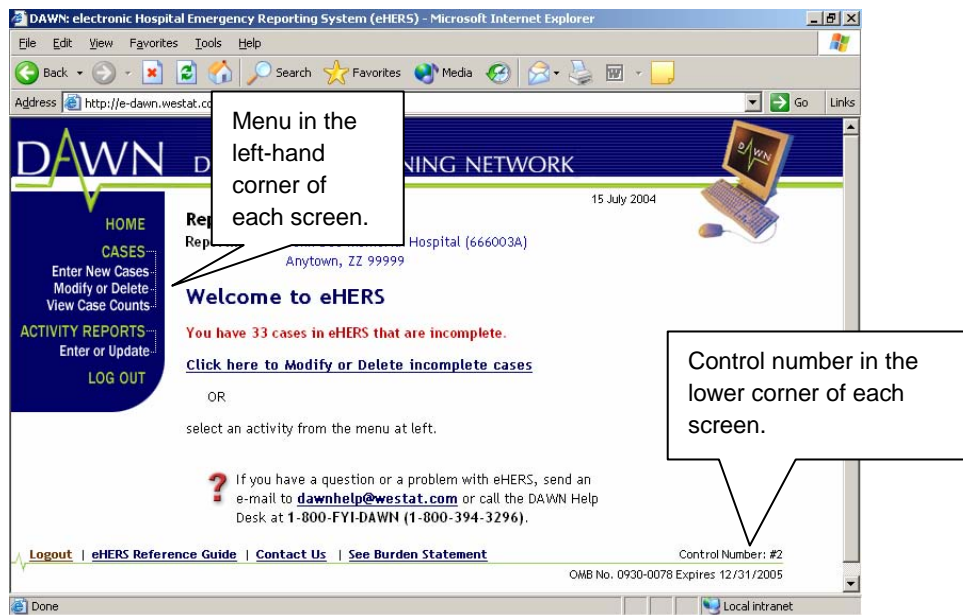 DAWN: electronic Hospital Emergency Reporting System (eHERS) - Microsoft Internet Explorer
File Edit View Favorites Tools Help
Back Search Favorites Media
Address http://e-dawn.westat.co Go Links
Menu in the
left-hand
corner of
each screen.
DAWN D NING NETWORK
DAWN
15 July 2004
HOME
CASES
Enter New Cases
Modify or Delete
View Case Counts
ACTIVITY REPORTS
Enter or Update
LOG OUT
Rep
Hospital (666003A)
Anytown, ZZ 99999
Welcome to eHERS
You have 33 cases in eHERS that are incomplete.
Click here to Modify or Delete incomplete cases
OR
select an activity from the menu at left.
Control number in the
lower corner of each
screen.
? If you have a question or a problem with eHERS, send an
e-mail to dawnhelp@westat.com or call the DAWN Help
Desk at 1-800-FYI-DAWN (1-800-394-3296).
Logout | eHERS Reference Guide | Contact Us | See Burden Statement Control Number: #2
OMB No. 0930-0078 Expires 12/31/2005
Done Local intranet